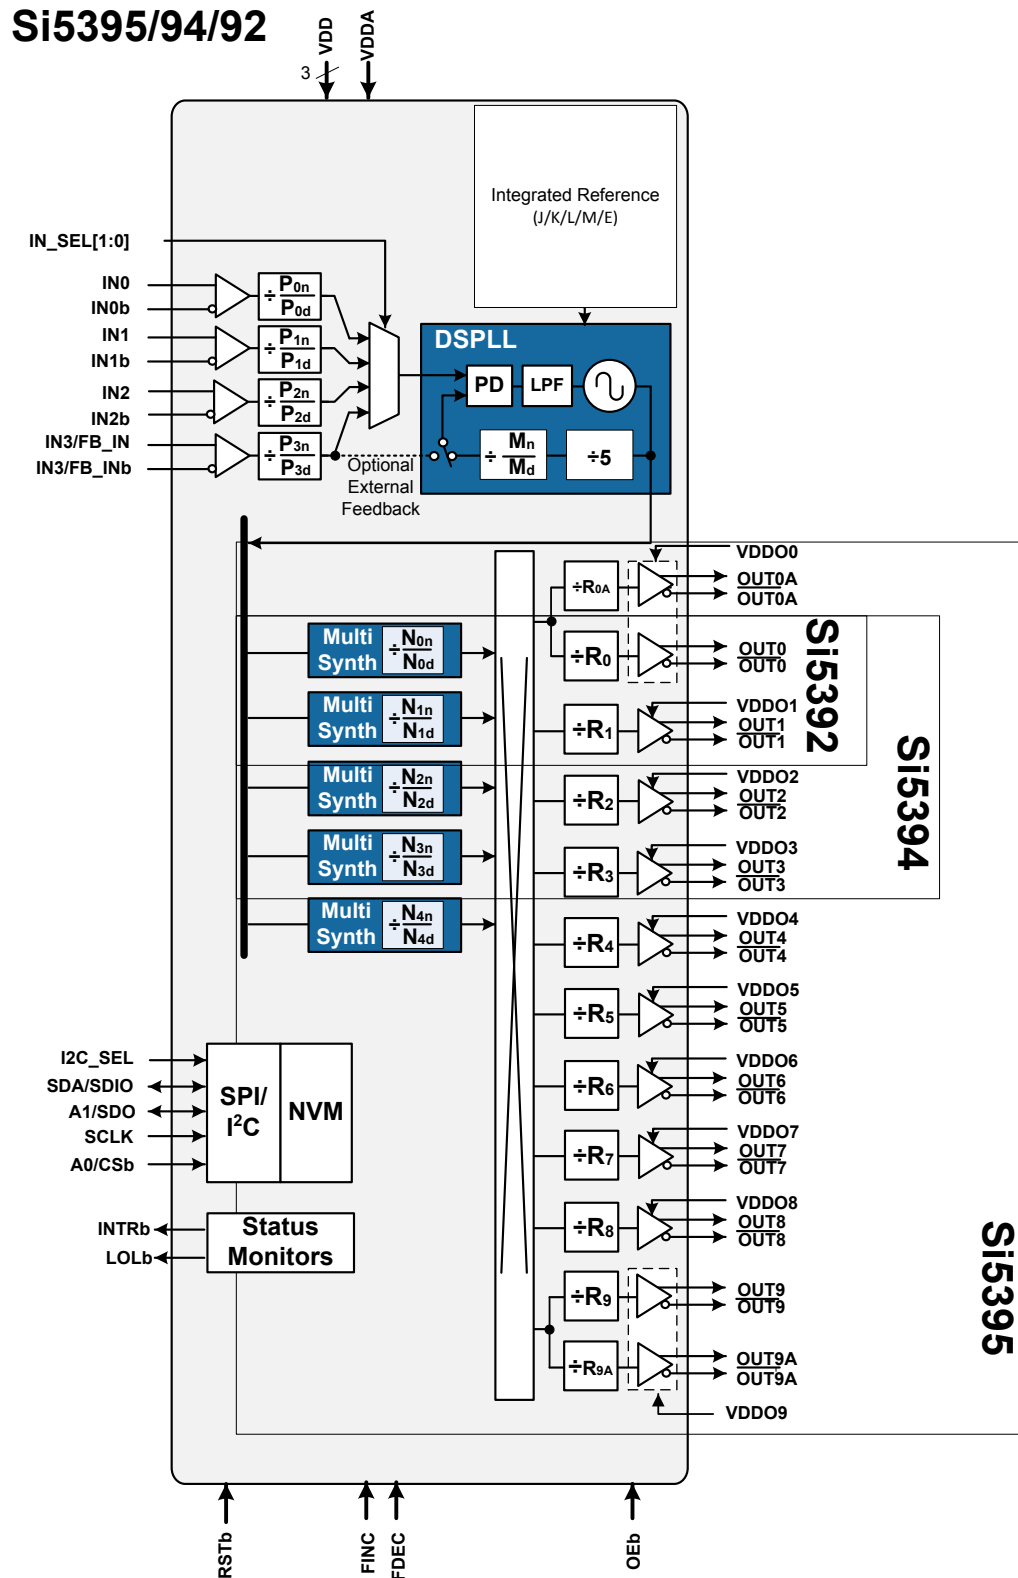 Si5395/94/92
VDD
VDDA
3
Integrated Reference
(J/K/L/M/E)
IN_SEL[1:0]
IN0
IN0b
÷ P0n
P0d
IN1
IN1b
÷ P1n
P1d
IN2
IN2b
÷ P2n
P2d
IN3/FB_IN
IN3/FB_INb
÷ P3n
P3d
DSPLL
PD
LPF
÷ Mn
Md
÷5
Optional
External
Feedback
Multi
Synth
÷ N0n
N0d
Multi
Synth
÷ N1n
N1d
Multi
Synth
÷ N2n
N2d
Multi
Synth
÷ N3n
N3d
Multi
Synth
÷ N4n
N4d
÷R0A
÷R0
÷R1
÷R2
÷R3
÷R4
÷R5
÷R6
÷R7
÷R8
÷R9
÷R9A
VDDO0
OUT0A
OUT0A
OUT0
OUT0
VDDO1
OUT1
OUT1
VDDO2
OUT2
OUT2
VDDO3
OUT3
OUT3
VDDO4
OUT4
OUT4
VDDO5
OUT5
OUT5
VDDO6
OUT6
OUT6
VDDO7
OUT7
OUT7
VDDO8
OUT8
OUT8
OUT9
OUT9
OUT9A
OUT9A
VDDO9
Si5392
Si5394
Si5395
I2C_SEL
SDA/SDIO
A1/SDO
SCLK
A0/CSb
SPI/
I²C
NVM
INTRb
LOLb
Status
Monitors
RSTb
FINC
FDEC
OEb